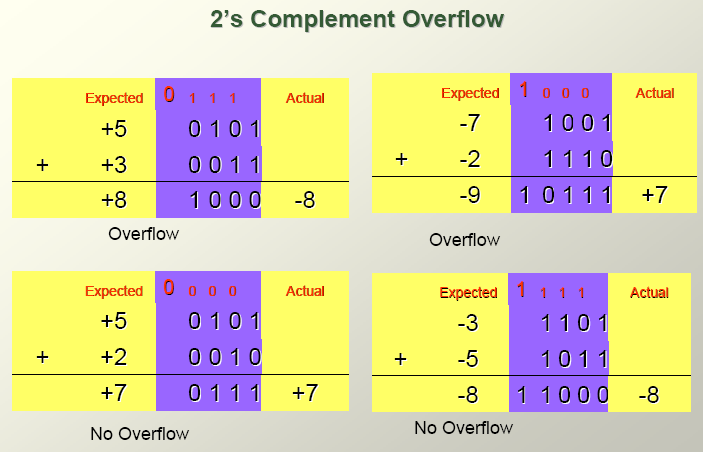 2's Complement Overflow
Expected 0 1 1 1 Actual
+5 0 1 0 1
+ +3 0 0 1 1
+8 1 0 0 0 -8
Overflow
Expected 1 0 0 0 Actual
-7 1 0 0 1
+ -2 1 1 1 0
-9 1 0 1 1 1 +7
Overflow
Expected 0 0 0 0 Actual
+5 0 1 0 1
+ +2 0 0 1 0
+7 0 1 1 1 +7
No Overflow
Expected 1 1 1 1 Actual
-3 1 1 0 1
+ -5 1 0 1 1
-8 1 1 0 0 0 -8
No Overflow